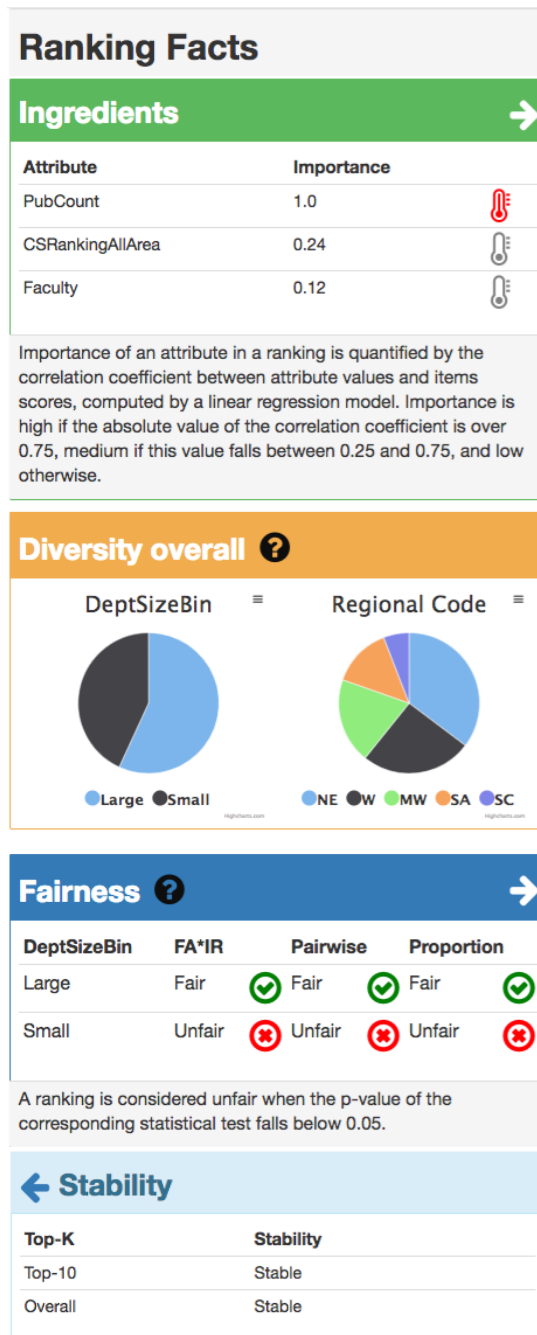 Ranking Facts
Ingredients
Attribute Importance
PubCount 1.0
CSRankingAllArea 0.24
Faculty 0.12
Importance of an attribute in a ranking is quantified by the
correlation coefficient between attribute values and items
scores, computed by a linear regression model. Importance is
high if the absolute value of the correlation coefficient is over
0.75, medium if this value falls between 0.25 and 0.75, and low
otherwise.
Diversity overall ?
DeptSizeBin
Large Small
Highcharts.com
Regional Code
NE W MW SA SC
Highcharts.com
Fairness ?
DeptSizeBin FA*IR Pairwise Proportion
Large Fair Fair Fair
Small Unfair Unfair Unfair
A ranking is considered unfair when the p-value of the
corresponding statistical test falls below 0.05.
Stability
Top-K Stability
Top-10 Stable
Overall Stable